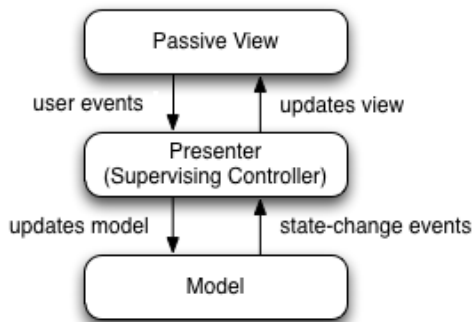 Passive View
user events
updates view
Presenter
(Supervising Controller)
updates model
state-change events
Model